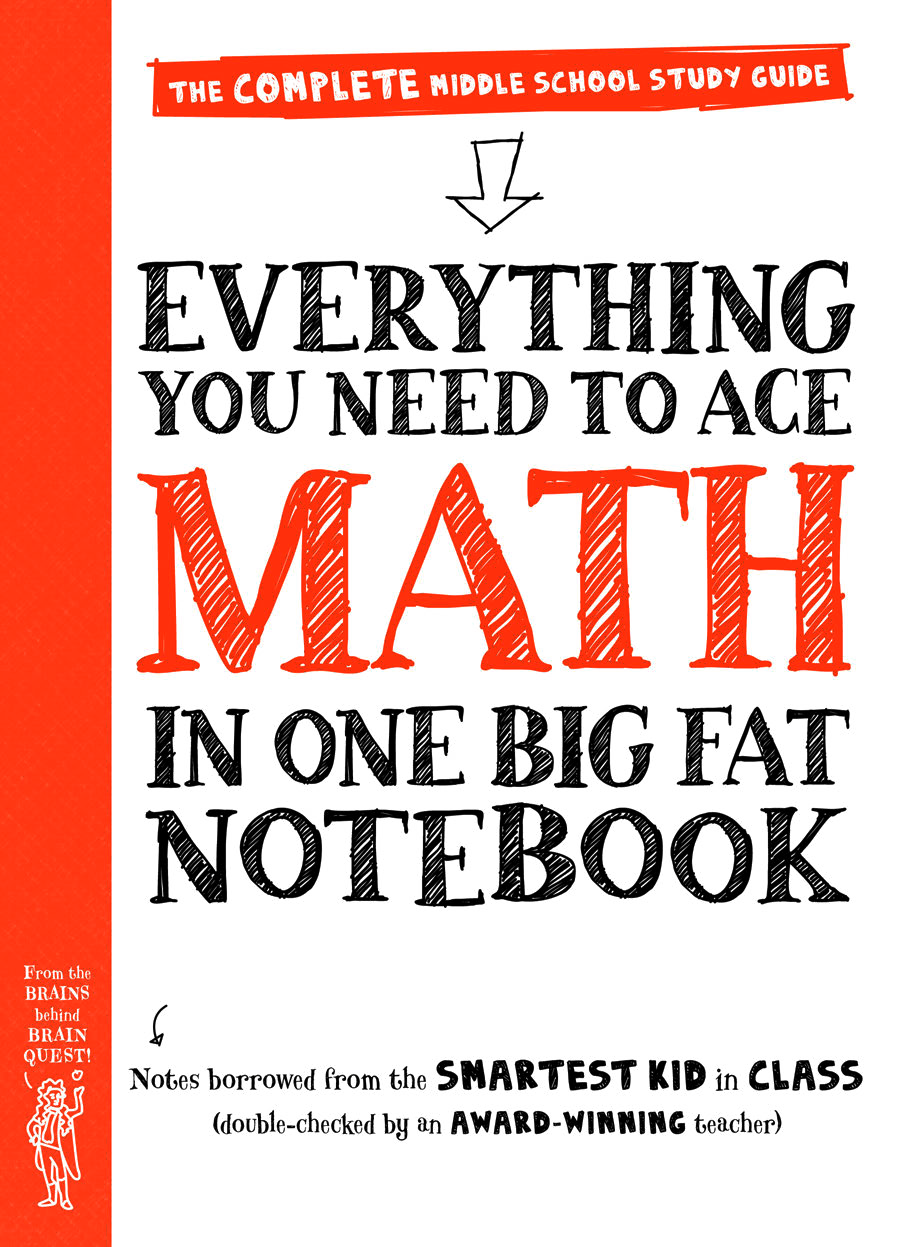 THE COMPLETE MIDDLE SCHOOL STUDY GUIDE
EVERYTHING
YOU NEED TO ACE
MATH
IN ONE BIG FAT
NOTEBOOK
From the
BRAINS
behind
BRAIN
QUEST!
Notes borrowed from the SMARTEST KID in CLASS
(double-checked by an AWARD-WINNING teacher)